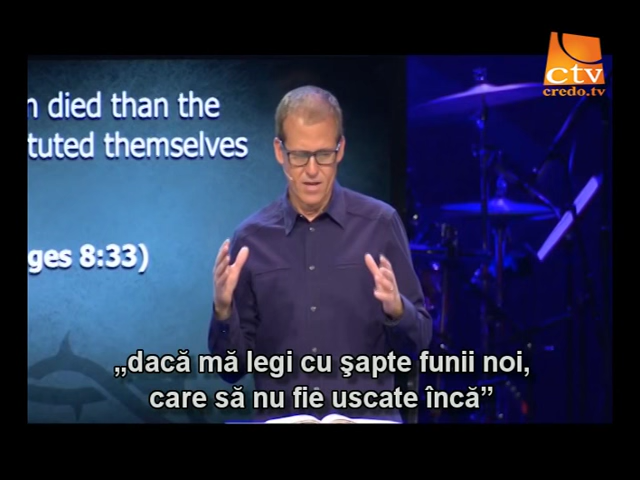 ctv
credo.tv
n died than the
tuted themselves
ges 8:33)
„dacă mă legi cu şapte funii noi,
care să nu fie uscate încă”